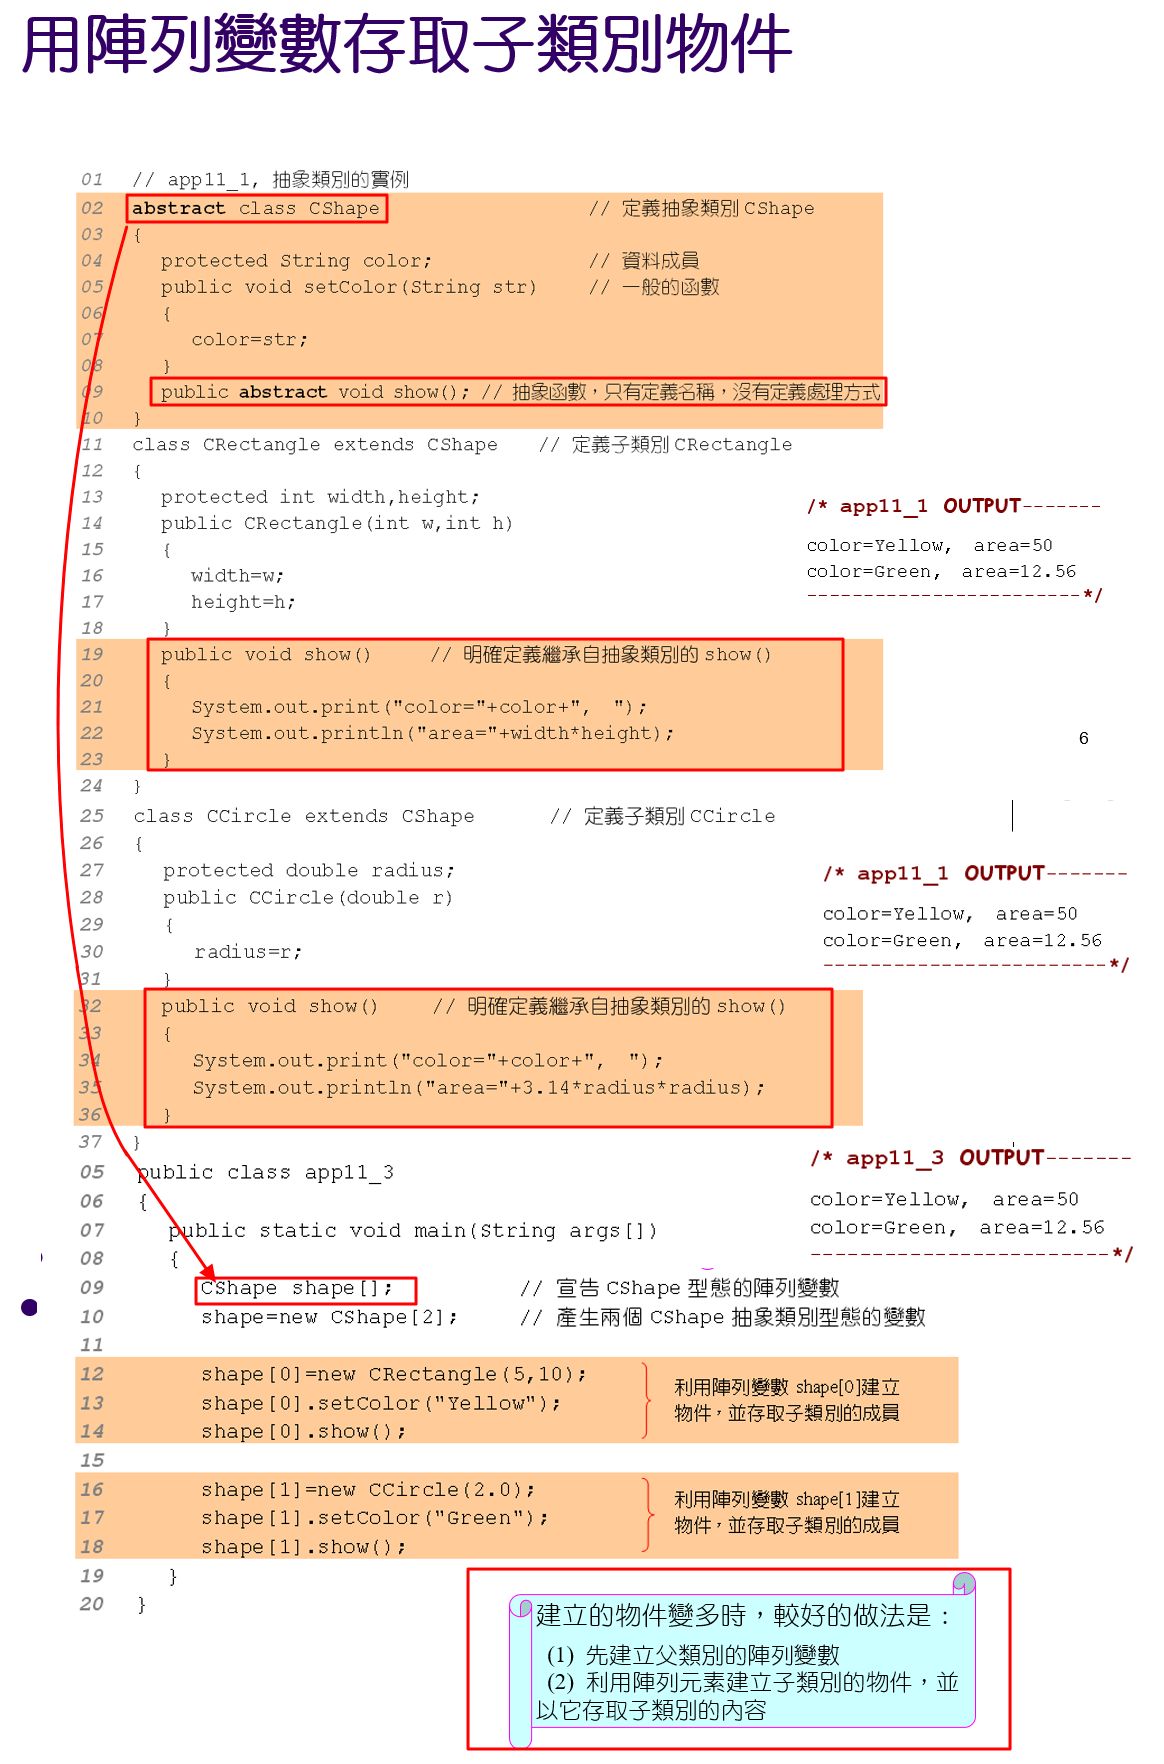 用陣列變數存取子類別物件
01 // app11_1, 抽象類別的實例
02 abstract class CShape // 定義抽象類別 CShape
03 {
04 protected String color; // 資料成員
05 public void setColor(String str) // 一般的函數
06 {
07 color=str;
08 }
09 public abstract void show(); // 抽象函數，只有定義名稱，沒有定義處理方式
10 }
11 class CRectangle extends CShape // 定義子類別 CRectangle
12 {
13 protected int width,height;
14 public CRectangle(int w,int h)
15 {
16 width=w;
17 height=h;
18 }
19 public void show() // 明確定義繼承自抽象類別的 show()
20 {
21 System.out.print("color="+color+", ");
22 System.out.println("area="+width*height);
23 }
24 }
/* app11_1 OUTPUT-------
color=Yellow, area=50
color=Green, area=12.56
------------------------*/
6
25 class CCircle extends CShape // 定義子類別 CCircle
26 {
27 protected double radius;
28 public CCircle(double r)
29 {
30 radius=r;
31 }
32 public void show() // 明確定義繼承自抽象類別的 show()
33 {
34 System.out.print("color="+color+", ");
35 System.out.println("area="+3.14*radius*radius);
36 }
37 }
/* app11_1 OUTPUT-------
color=Yellow, area=50
color=Green, area=12.56
------------------------*/
05 public class app11_3
06 {
07 public static void main(String args[])
08 {
09 CShape shape[]; // 宣告 CShape 型態的陣列變數
10 shape=new CShape[2]; // 產生兩個 CShape 抽象類別型態的變數
11
12 shape[0]=new CRectangle(5,10);
13 shape[0].setColor("Yellow");
14 shape[0].show();
利用陣列變數 shape[0]建立
物件，並存取子類別的成員
15
16 shape[1]=new CCircle(2.0);
17 shape[1].setColor("Green");
18 shape[1].show();
利用陣列變數 shape[1]建立
物件，並存取子類別的成員
19 }
20 }
/* app11_3 OUTPUT-------
color=Yellow, area=50
color=Green, area=12.56
------------------------*/
建立的物件變多時，較好的做法是：
(1) 先建立父類別的陣列變數
(2) 利用陣列元素建立子類別的物件，並
以它存取子類別的內容